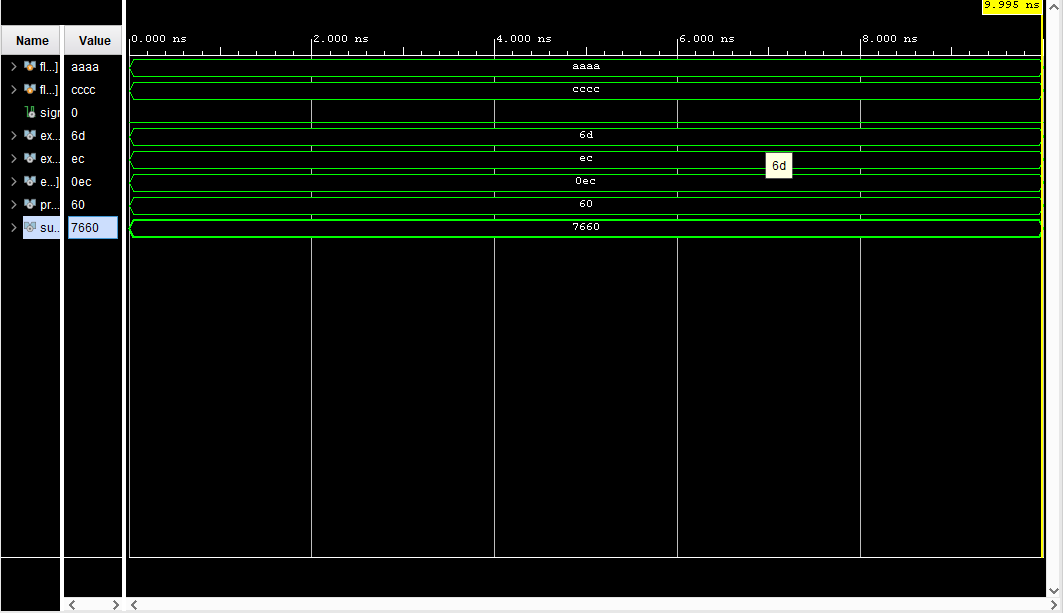 9.995 ns
Name Value
0.000 ns 2.000 ns 4.000 ns 6.000 ns 8.000 ns
fl...] aaaa aaaa
fl...] cccc cccc
sigr 0
ex... 6d 6d
ex... ec ec
6d
e...] 0ec 0ec
pr... 60 60
su... 7660 7660